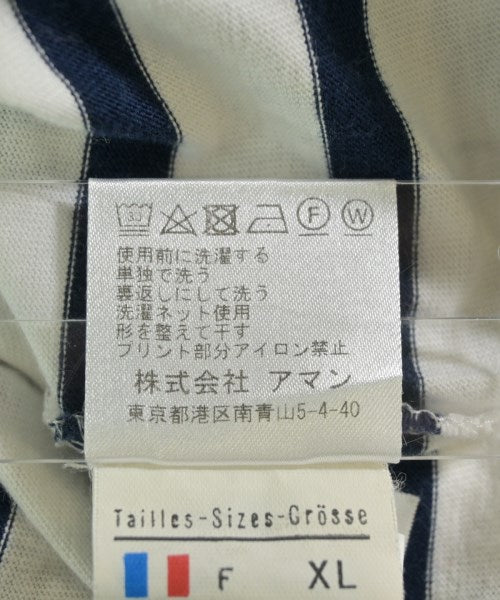 30 F W
使用前に洗濯する
単独で洗う
裏返しにして洗う
洗濯ネット使用
形を整えて干す
プリント部分アイロン禁止
株式会社 アマン
東京都港区南青山5-4-40
Tailles-Sizes-Grösse
F XL